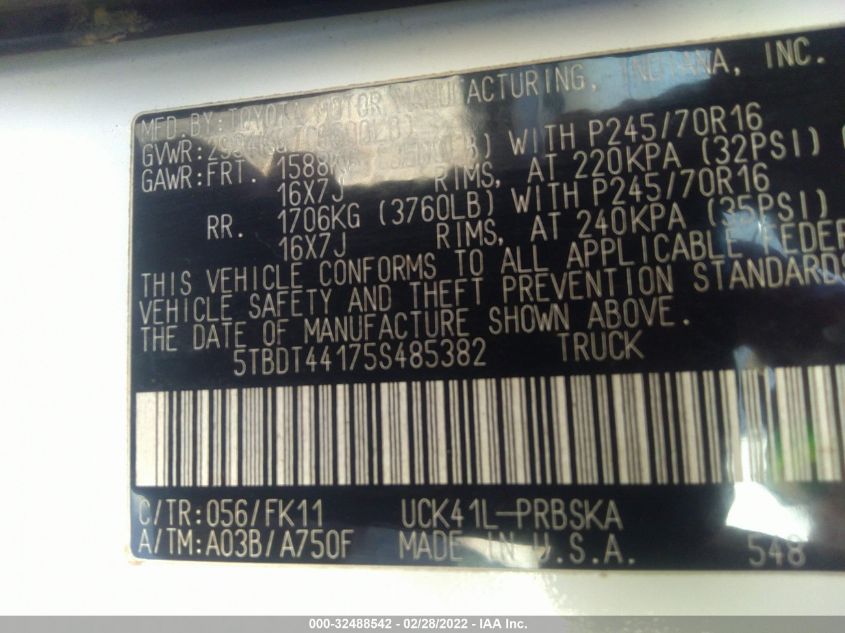 MFD.BY:TOYOTA MOTOR MANUFACTURING, INDIANA, INC.
GVWR: WITH P245/70R16
GAWR:FRT. RIMS, AT 220KPA (32PSI)
16X7J WITH P245/70R16
RR. 1706KG (3760LB) RIMS, AT 240KPA (35PSI)
16X7J
THIS VEHICLE CONFORMS TO ALL APPLICABLE FEDER
VEHICLE SAFETY AND THEFT PREVENTION STANDARDS
THE DATE OF MANUFACTURE SHOWN ABOVE.
5TBDT44175S485382 TRUCK
C/TR:056/FK11 UCK41L-PRBSKA
A/TM:A03B/A750F MADE IN U.S.A. 548
000-32488542 - 02/28/2022 - IAA Inc.